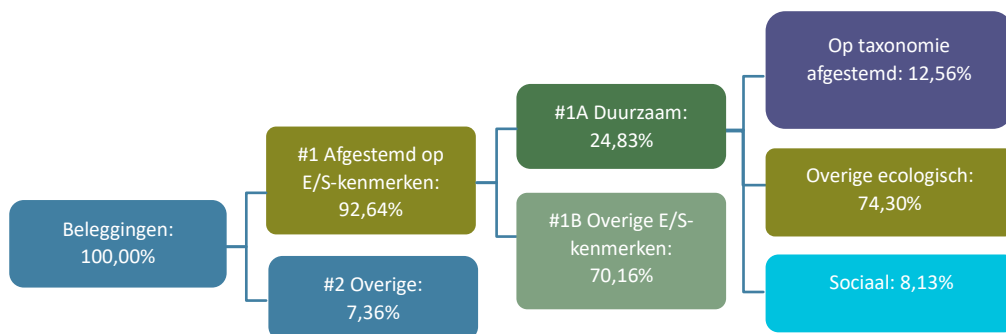 Beleggingen:
100,00%
#1 Afgestemd op
E/S-kenmerken:
92,64%
#2 Overige:
7,36%
#1A Duurzaam:
24,83%
#1B Overige E/S-
kenmerken:
70,16%
Op taxonomie
afgestemd: 12,56%
Overige ecologisch:
74,30%
Sociaal: 8,13%